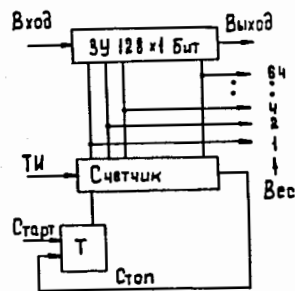 Вход
Выход
ЗУ 128 × 1 Бит
64
4
2
1
ТИ
Счетчик
Вес
Старт
Т
Стоп